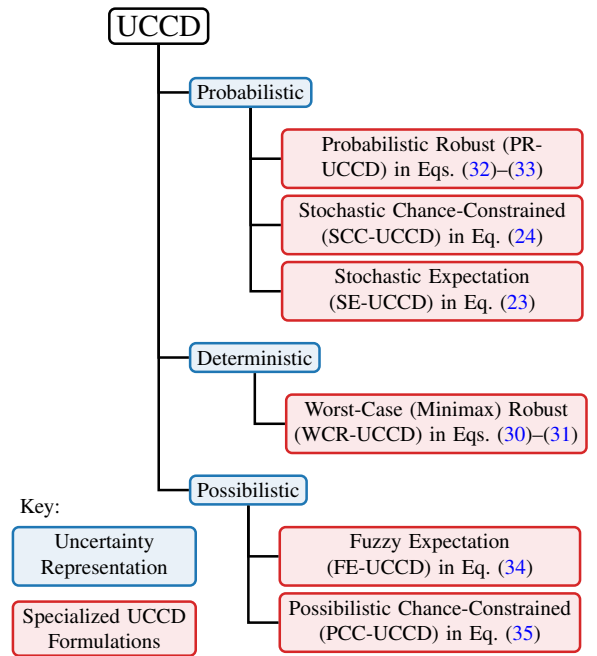 UCCD
Probabilistic
Probabilistic Robust (PR-
UCCD) in Eqs. (32)–(33)
Stochastic Chance-Constrained
(SCC-UCCD) in Eq. (24)
Stochastic Expectation
(SE-UCCD) in Eq. (23)
Deterministic
Worst-Case (Minimax) Robust
(WCR-UCCD) in Eqs. (30)–(31)
Possibilistic
Fuzzy Expectation
(FE-UCCD) in Eq. (34)
Possibilistic Chance-Constrained
(PCC-UCCD) in Eq. (35)
Key:
Uncertainty
Representation
Specialized UCCD
Formulations